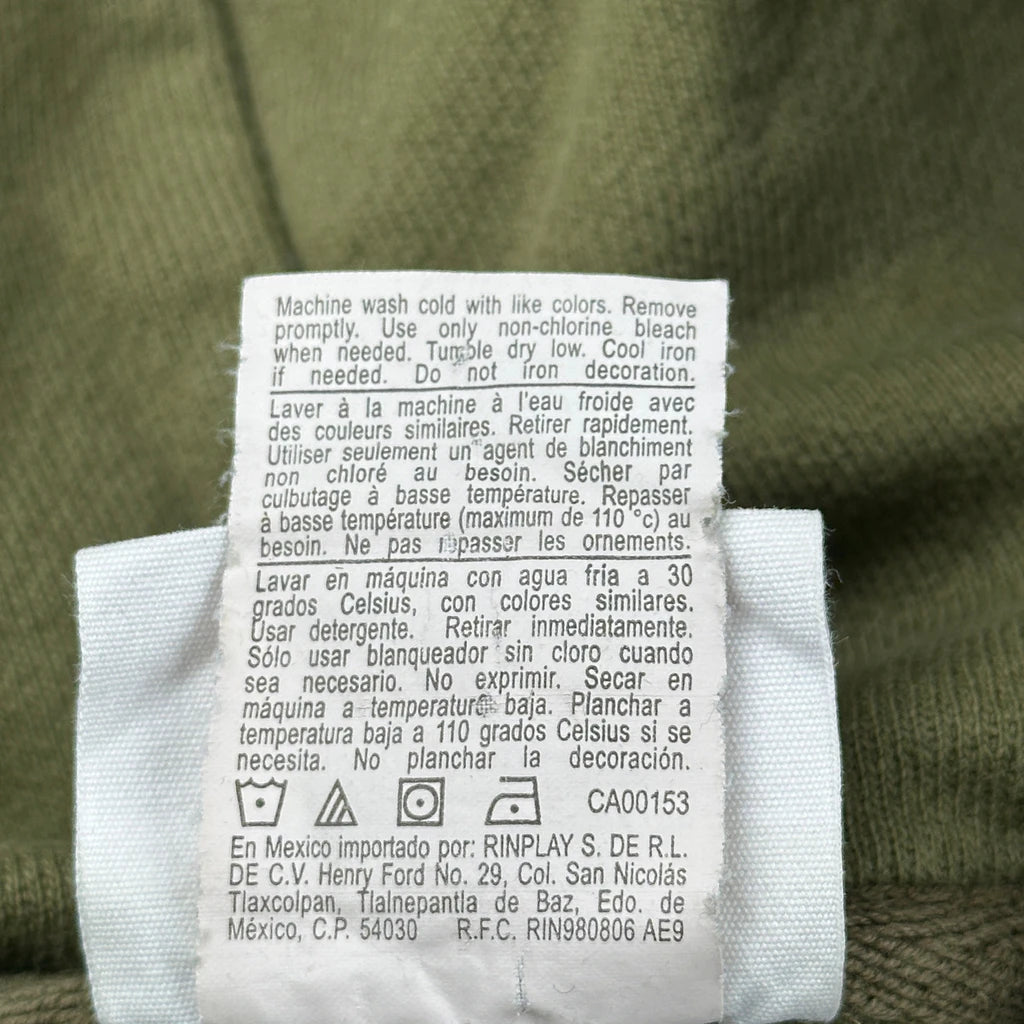 Machine wash cold with like colors. Remove
promptly. Use only non-chlorine bleach
when needed. Tumble dry low. Cool iron
if needed. Do not iron decoration.
Laver à la machine à l'eau froide avec
des couleurs similaires. Retirer rapidement.
Utiliser seulement un agent de blanchiment
non chloré au besoin. Sécher par
culbutage à basse température. Repasser
à basse température (maximum de 110 °c) au
besoin. Ne pas repasser les ornements.
Lavar en máquina con agua fría a 30
grados Celsius, con colores similares.
Usar detergente. Retirar inmediatamente.
Sólo usar blanqueador sin cloro cuando
sea necesario. No exprimir. Secar en
máquina a temperatura baja. Planchar a
temperatura baja a 110 grados Celsius si se
necesita. No planchar la decoración.
CA00153
En Mexico importado por: RINPLAY S. DE R.L.
DE C.V. Henry Ford No. 29, Col. San Nicolás
Tlaxcolpan, Tlalnepantla de Baz, Edo. de
México, C.P. 54030 R.F.C. RIN980806 AE9